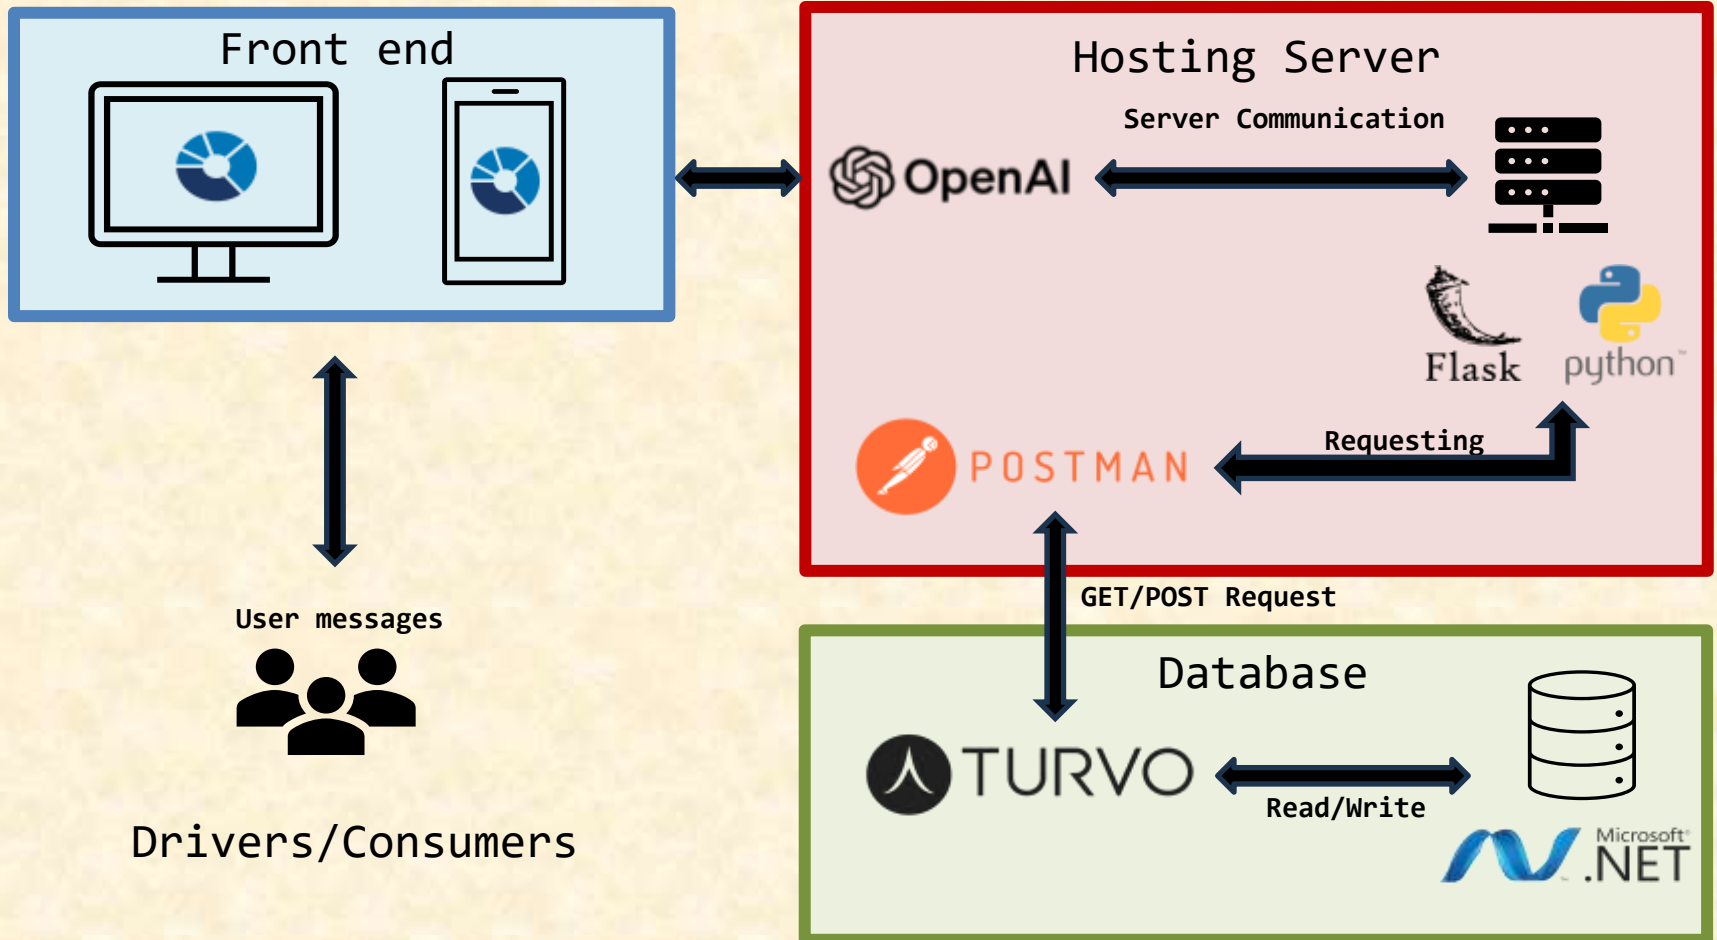 Front end
Hosting Server
Server Communication
OpenAI
Flask
python™
Requesting
POSTMAN
GET/POST Request
User messages
Drivers/Consumers
Database
TURVO
Read/Write
Microsoft®
.NET